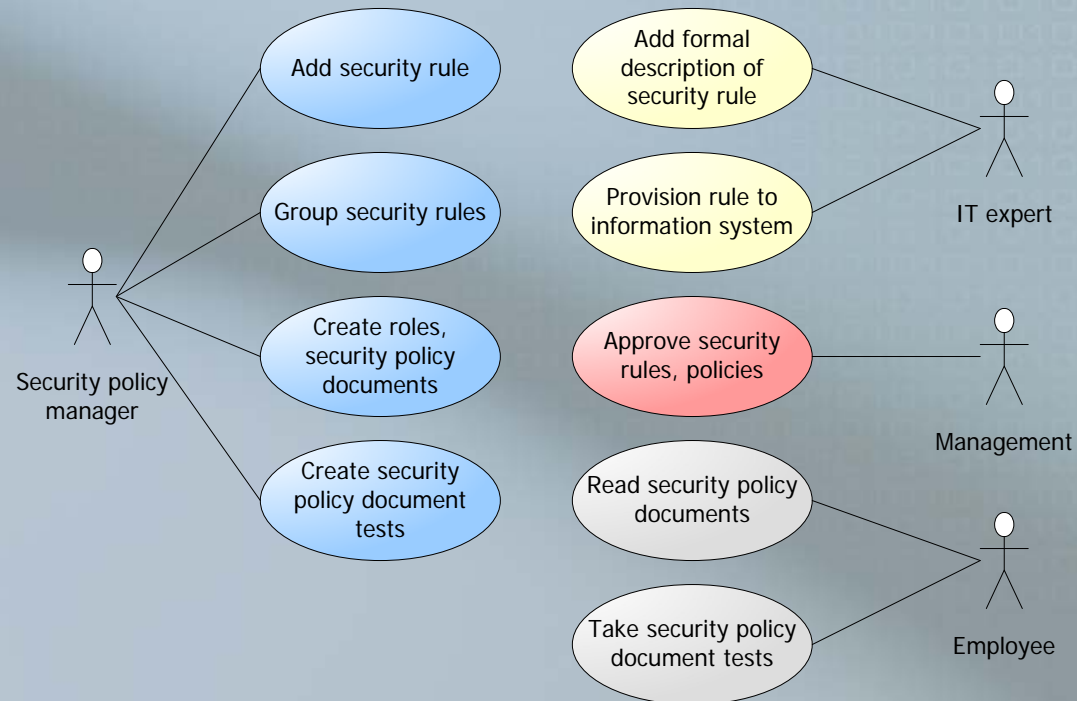 Add security rule
Group security rules
Create roles,
security policy
documents
Create security
policy document
tests
Security policy
manager
Add formal
description of
security rule
Provision rule to
information system
Approve security
rules, policies
Read security policy
documents
Take security policy
document tests
IT expert
Management
Employee